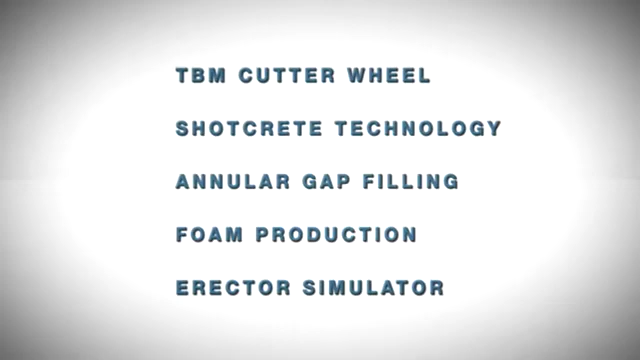 TBM CUTTER WHEEL
SHOTCRETE TECHNOLOGY
ANNULAR GAP FILLING
FOAM PRODUCTION
ERECTOR SIMULATOR